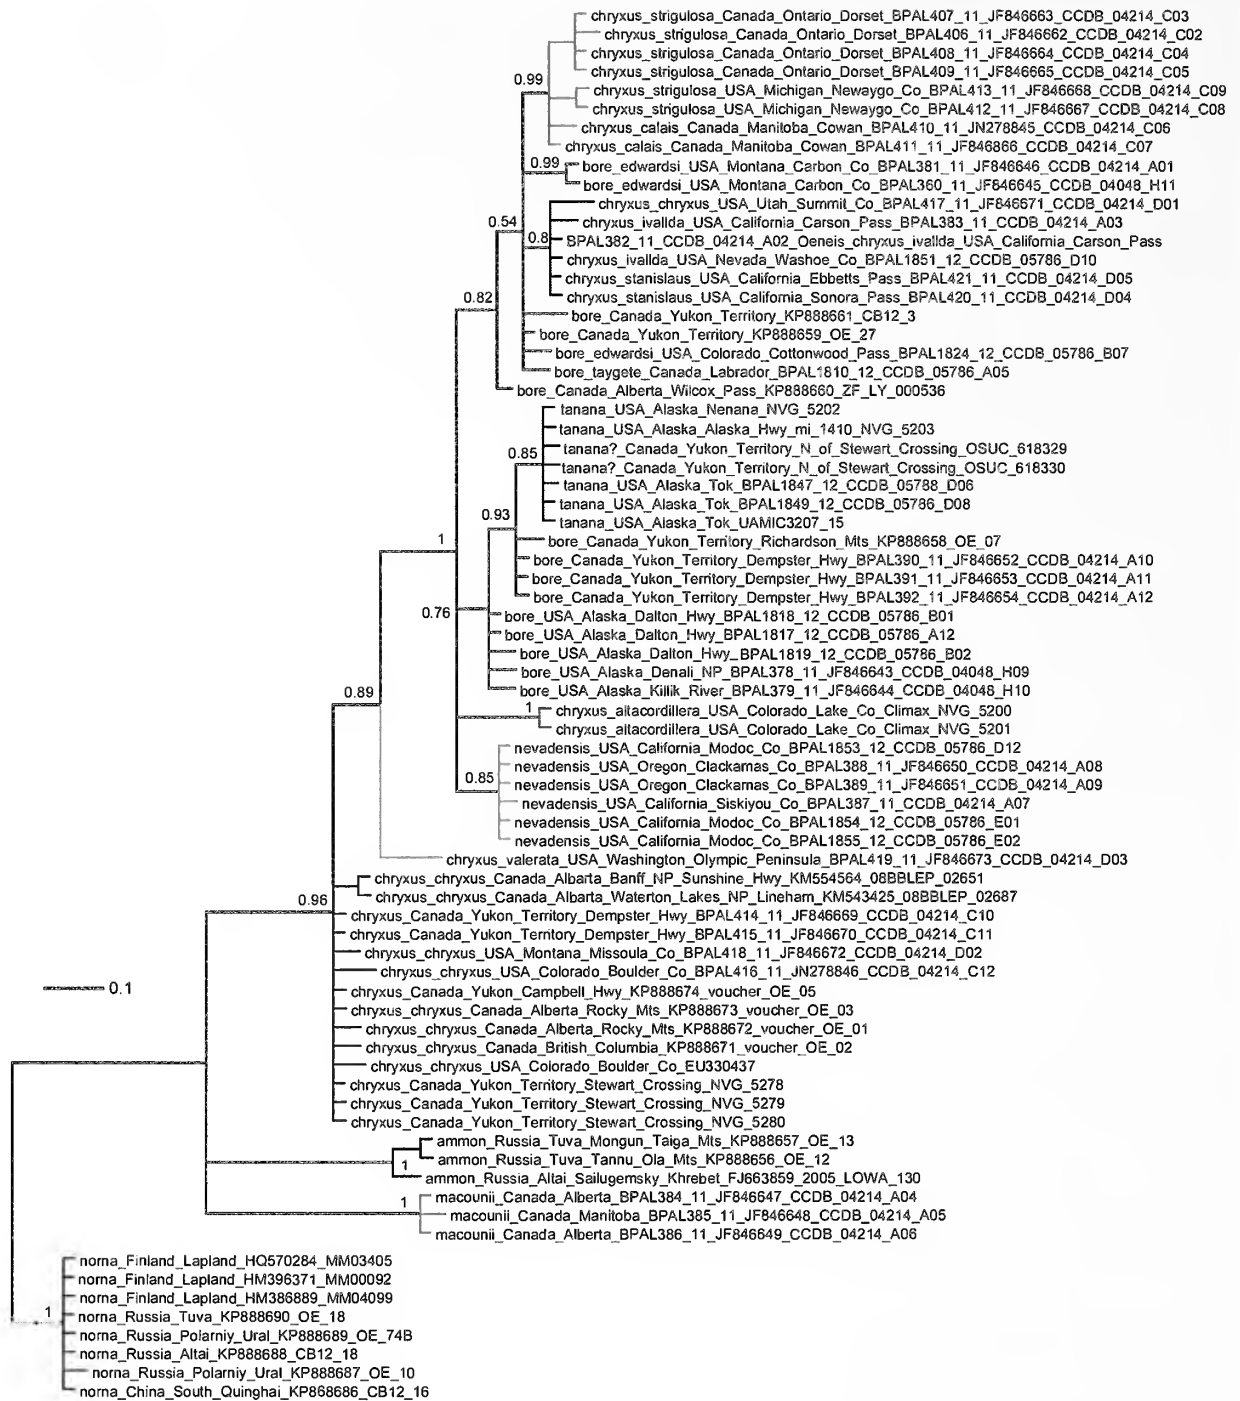 chryxus_strigulosa_Canada_Ontario_Dorset_BPAL407_11_JF846663_CCDB_04214_C03
chryxus_strigulosa_Canada_Ontario_Dorset_BPAL406_11_JF846662_CCDB_04214_C02
chryxus_strigulosa_Canada_Ontario_Dorset_BPAL408_11_JF846664_CCDB_04214_C04
chryxus_strigulosa_Canada_Ontario_Dorset_BPAL409_11_JF846665_CCDB_04214_C05
0.99
chryxus_strigulosa_USA_Michigan_Newaygo_Co_BPAL413_11_JF846668_CCDB_04214_C09
chryxus_strigulosa_USA_Michigan_Newaygo_Co_BPAL412_11_JF846667_CCDB_04214_C08
chryxus_calais_Canada_Manitoba_Cowan_BPAL410_11_JN278845_CCDB_04214_C06
chryxus_calais_Canada_Manitoba_Cowan_BPAL411_11_JF846866_CCDB_04214_C07
0.99
bore_edwardsi_USA_Montana_Carbon_Co_BPAL381_11_JF846646_CCDB_04214_A01
bore_edwardsi_USA_Montana_Carbon_Co_BPAL360_11_JF846645_CCDB_04048_H11
chryxus_chryxus_USA_Utah_Summit_Co_BPAL417_11_JF846671_CCDB_04214_D01
0.54
chryxus_ivallda_USA_California_Carson_Pass_BPAL383_11_CCDB_04214_A03
0.8
BPAL382_11_CCDB_04214_A02_Oeneis_chryxus_ivallda_USA_California_Carson_Pass
chryxus_ivallda_USA_Nevada_Washoe_Co_BPAL1851_12_CCDB_05786_D10
chryxus_stanislaus_USA_California_Ebbetts_Pass_BPAL421_11_CCDB_04214_D05
0.82
chryxus_stanislaus_USA_California_Sonora_Pass_BPAL420_11_CCDB_04214_D04
bore_Canada_Yukon_Territory_KP888661_CB12_3
bore_Canada_Yukon_Territory_KP888659_OE_27
bore_edwardsi_USA_Colorado_Cottonwood_Pass_BPAL1824_12_CCDB_05786_B07
bore_taygete_Canada_Labrador_BPAL1810_12_CCDB_05786_A05
bore_Canada_Alberta_Wilcox_Pass_KP888660_ZF_LY_000536
tanana_USA_Alaska_Nenana_NVG_5202
tanana_USA_Alaska_Alaska_Hwy_mi_1410_NVG_5203
0.85
tanana?_Canada_Yukon_Territory_N_of_Stewart_Crossing_OSUC_618329
tanana?_Canada_Yukon_Territory_N_of_Stewart_Crossing_OSUC_618330
tanana_USA_Alaska_Tok_BPAL1847_12_CCDB_05788_D06
tanana_USA_Alaska_Tok_BPAL1849_12_CCDB_05786_D08
0.93
tanana_USA_Alaska_Tok_UAMIC3207_15
1
bore_Canada_Yukon_Territory_Richardson_Mts_KP888658_OE_07
bore_Canada_Yukon_Territory_Dempster_Hwy_BPAL390_11_JF846652_CCDB_04214_A10
bore_Canada_Yukon_Territory_Dempster_Hwy_BPAL391_11_JF846653_CCDB_04214_A11
bore_Canada_Yukon_Territory_Dempster_Hwy_BPAL392_11_JF846654_CCDB_04214_A12
0.76
bore_USA_Alaska_Dalton_Hwy_BPAL1818_12_CCDB_05786_B01
bore_USA_Alaska_Dalton_Hwy_BPAL1817_12_CCDB_05786_A12
bore_USA_Alaska_Dalton_Hwy_BPAL1819_12_CCDB_05786_B02
bore_USA_Alaska_Denali_NP_BPAL378_11_JF846643_CCDB_04048_H09
0.89
bore_USA_Alaska_Killik_River_BPAL379_11_JF846644_CCDB_04048_H10
1
chryxus_altacordillera_USA_Colorado_Lake_Co_Climax_NVG_5200
chryxus_altacordillera_USA_Colorado_Lake_Co_Climax_NVG_5201
nevadensis_USA_California_Modoc_Co_BPAL1853_12_CCDB_05786_D12
nevadensis_USA_Oregon_Clackamas_Co_BPAL388_11_JF846650_CCDB_04214_A08
0.85
nevadensis_USA_Oregon_Clackamas_Co_BPAL389_11_JF846651_CCDB_04214_A09
nevadensis_USA_California_Siskiyou_Co_BPAL387_11_CCDB_04214_A07
nevadensis_USA_California_Modoc_Co_BPAL1854_12_CCDB_05786_E01
nevadensis_USA_California_Modoc_Co_BPAL1855_12_CCDB_05786_E02
chryxus_valerata_USA_Washington_Olympic_Peninsula_BPAL419_11_JF846673_CCDB_04214_D03
chryxus_chryxus_Canada_Albarta_Banff_NP_Sunshine_Hwy_KM554564_08BBLEP_02651
chryxus_chryxus_Canada_Albarta_Waterton_Lakes_NP_Lineham_KM543425_08BBLEP_02687
0.96
chryxus_Canada_Yukon_Territory_Dempster_Hwy_BPAL414_11_JF846669_CCDB_04214_C10
chryxus_Canada_Yukon_Territory_Dempster_Hwy_BPAL415_11_JF846670_CCDB_04214_C11
chryxus_chryxus_USA_Montana_Missoula_Co_BPAL418_11_JF846672_CCDB_04214_D02
chryxus_chryxus_USA_Colorado_Boulder_Co_BPAL416_11_JN278846_CCDB_04214_C12
0.1
chryxus_Canada_Yukon_Campbell_Hwy_KP888674_voucher_OE_05
chryxus_chryxus_Canada_Alberta_Rocky_Mts_KP888673_voucher_OE_03
chryxus_chryxus_Canada_Alberta_Rocky_Mts_KP888672_voucher_OE_01
chryxus_chryxus_Canada_British_Columbia_KP888671_voucher_OE_02
chryxus_chryxus_USA_Colorado_Boulder_Co_EU330437
chryxus_Canada_Yukon_Territory_Stewart_Crossing_NVG_5278
chryxus_Canada_Yukon_Territory_Stewart_Crossing_NVG_5279
chryxus_Canada_Yukon_Territory_Stewart_Crossing_NVG_5280
ammon_Russia_Tuva_Mongun_Taiga_Mts_KP888657_OE_13
1
ammon_Russia_Tuva_Tannu_Ola_Mts_KP888656_OE_12
ammon_Russia_Altai_Sailugemsky_Khrebet_FJ663859_2005_LOWA_130
1
macounii_Canada_Alberta_BPAL384_11_JF846647_CCDB_04214_A04
macounii_Canada_Manitoba_BPAL385_11_JF846648_CCDB_04214_A05
macounii_Canada_Alberta_BPAL386_11_JF846649_CCDB_04214_A06
norna_Finland_Lapland_HQ570284_MM03405
norna_Finland_Lapland_HM396371_MM00092
norna_Finland_Lapland_HM386889_MM04099
1
norna_Russia_Tuva_KP888690_OE_18
norna_Russia_Polarniy_Ural_KP888689_OE_74B
norna_Russia_Altai_KP888688_CB12_18
norna_Russia_Polarniy_Ural_KP888687_OE_10
norna_China_South_Quinghai_KP868686_CB12_16